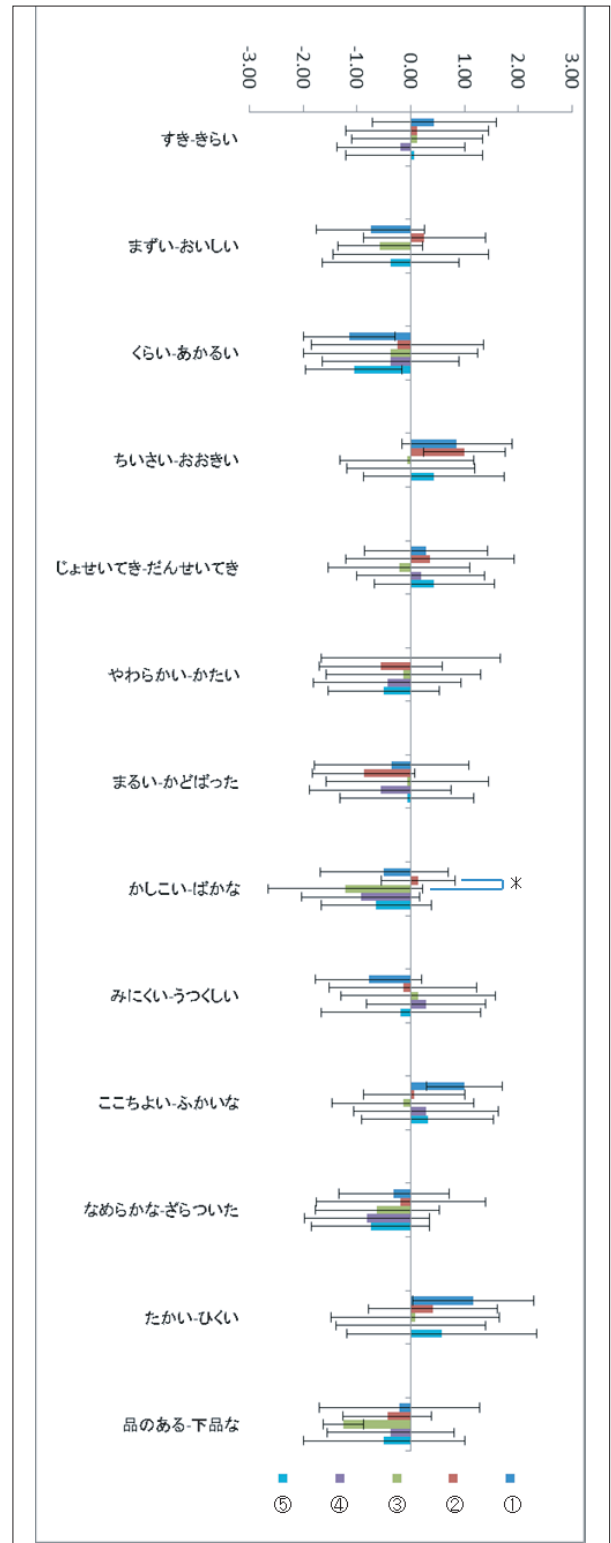 -3.00
-2.00
-1.00
0.00
1.00
2.00
3.00
すき-きらい
まずい-おいしい
くらい-あかるい
ちいさい-おおきい
じょせいてき-だんせいてき
やわらかい-かたい
まるい-かどばった
かしこい-ばかな
*
みにくい-うつくしい
ここちよい-ふかいな
なめらかな-ざらついた
たかい-ひくい
品のある-下品な
⑤
④
③
②
①